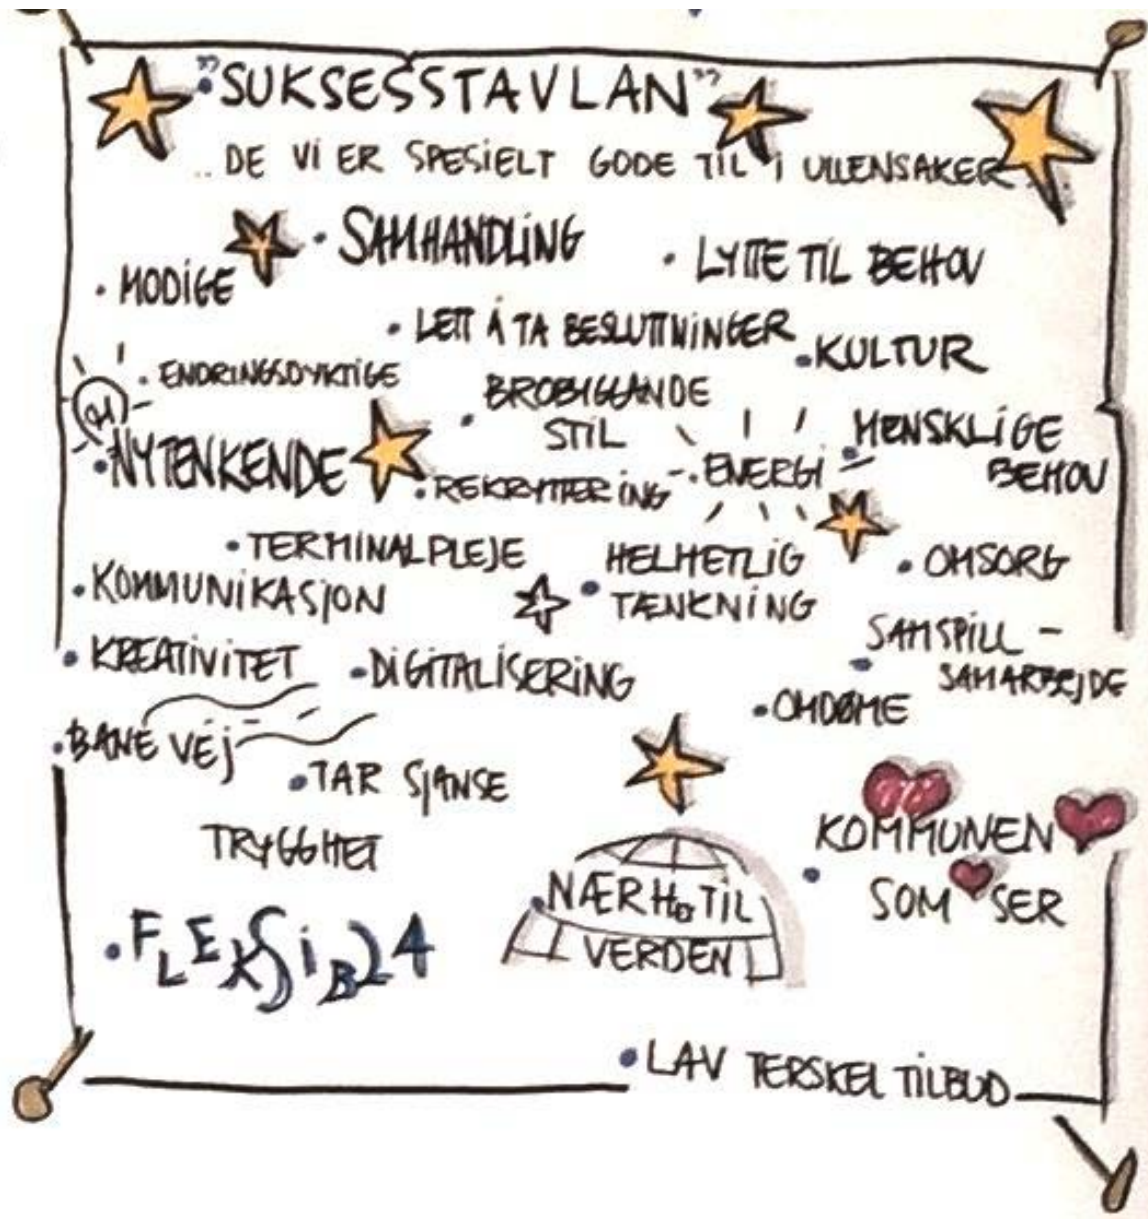 "SUKSESSTAVLAN"
.. DE VI ER SPESIELT GODE TIL I ULLENSAKER..
• SAMHANDLING
• LYTTE TIL BEHOV
• MODIGE
• LETT Å TA BESLUTTNINGER
• KULTUR
• ENDRINGSDYKTIGE
• BROBYGGANDE
STIL
• MENSKLIGE
BEHOV
• NYTENKENDE
• REKRYTTERING
• ENERGI
• TERMINALPLEJE
• HELHETLIG
TÆNKNING
• OMSORG
• KOMMUNIKASJON
• SAMSPILL -
SAMARBEJDE
• KREATIVITET
• DIGITALISERING
• OMDØME
• BANE VEJ
• TAR SJANSE
TRYGGHET
• KOMMUNEN
SOM SER
• NÆRHET TIL
VERDEN
• FLEKSIB24
• LAV TERSKEL TILBUD